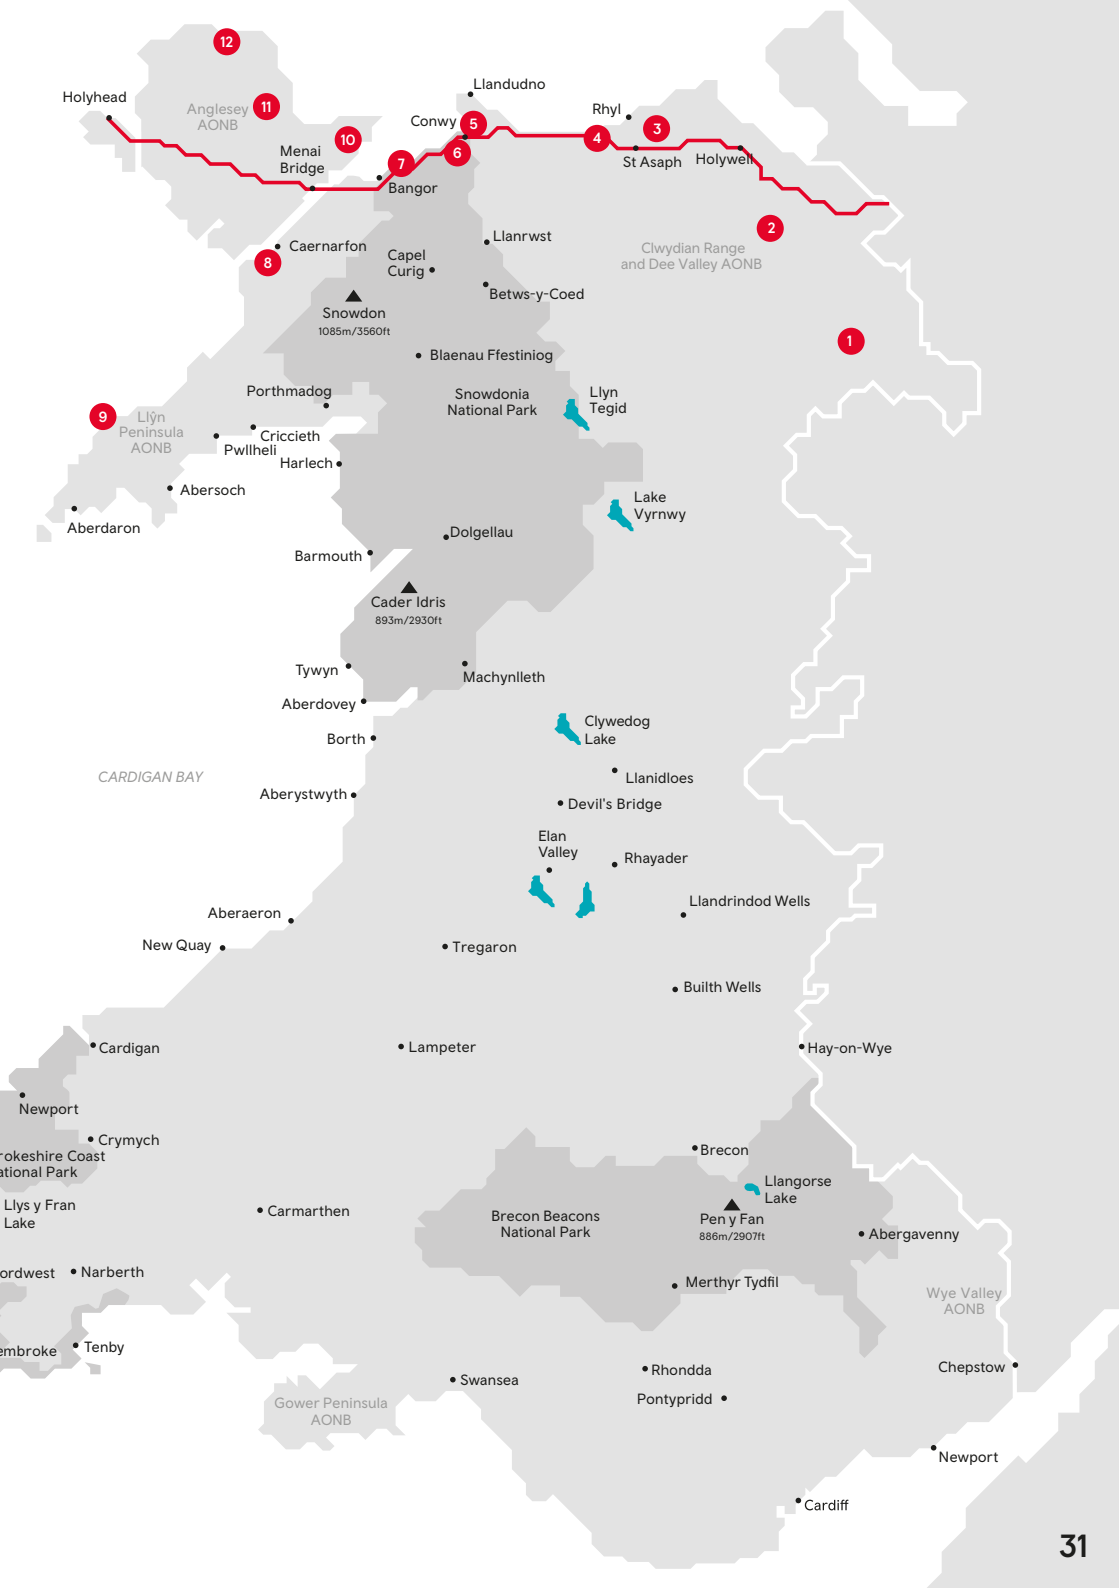 12
Holyhead
Anglesey
AONB
11
10
Menai
Bridge
Llandudno
Conwy
5
6
7
Bangor
Rhyl
4
3
St Asaph
Holywell
2
Clwydian Range
and Dee Valley AONB
1
8
Caernarfon
Llanrwst
Capel
Curig
Betws-y-Coed
Snowdon
1085m/3560ft
Blaenau Ffestiniog
Snowdonia
National Park
Llyn
Tegid
Porthmadog
9
Llŷn
Peninsula
AONB
Criccieth
Pwllheli
Harlech
Abersoch
Aberdaron
Lake
Vyrnwy
Dolgellau
Barmouth
Cader Idris
893m/2930ft
Tywyn
Machynlleth
Aberdovey
Borth
Clywedog
Lake
CARDIGAN BAY
Llanidloes
Aberystwyth
Devil's Bridge
Elan
Valley
Rhayader
Llandrindod Wells
Aberaeron
New Quay
Tregaron
Builth Wells
Cardigan
Lampeter
Hay-on-Wye
Newport
Crymych
rokeshire Coast
ational Park
Llys y Fran
Lake
Carmarthen
Brecon
Llangorse
Lake
Brecon Beacons
National Park
Pen y Fan
886m/2907ft
Abergavenny
ordwest
Narberth
Merthyr Tydfil
Wye Valley
AONB
embroke
Tenby
Chepstow
Rhondda
Swansea
Pontypridd
Gower Peninsula
AONB
Newport
Cardiff
31